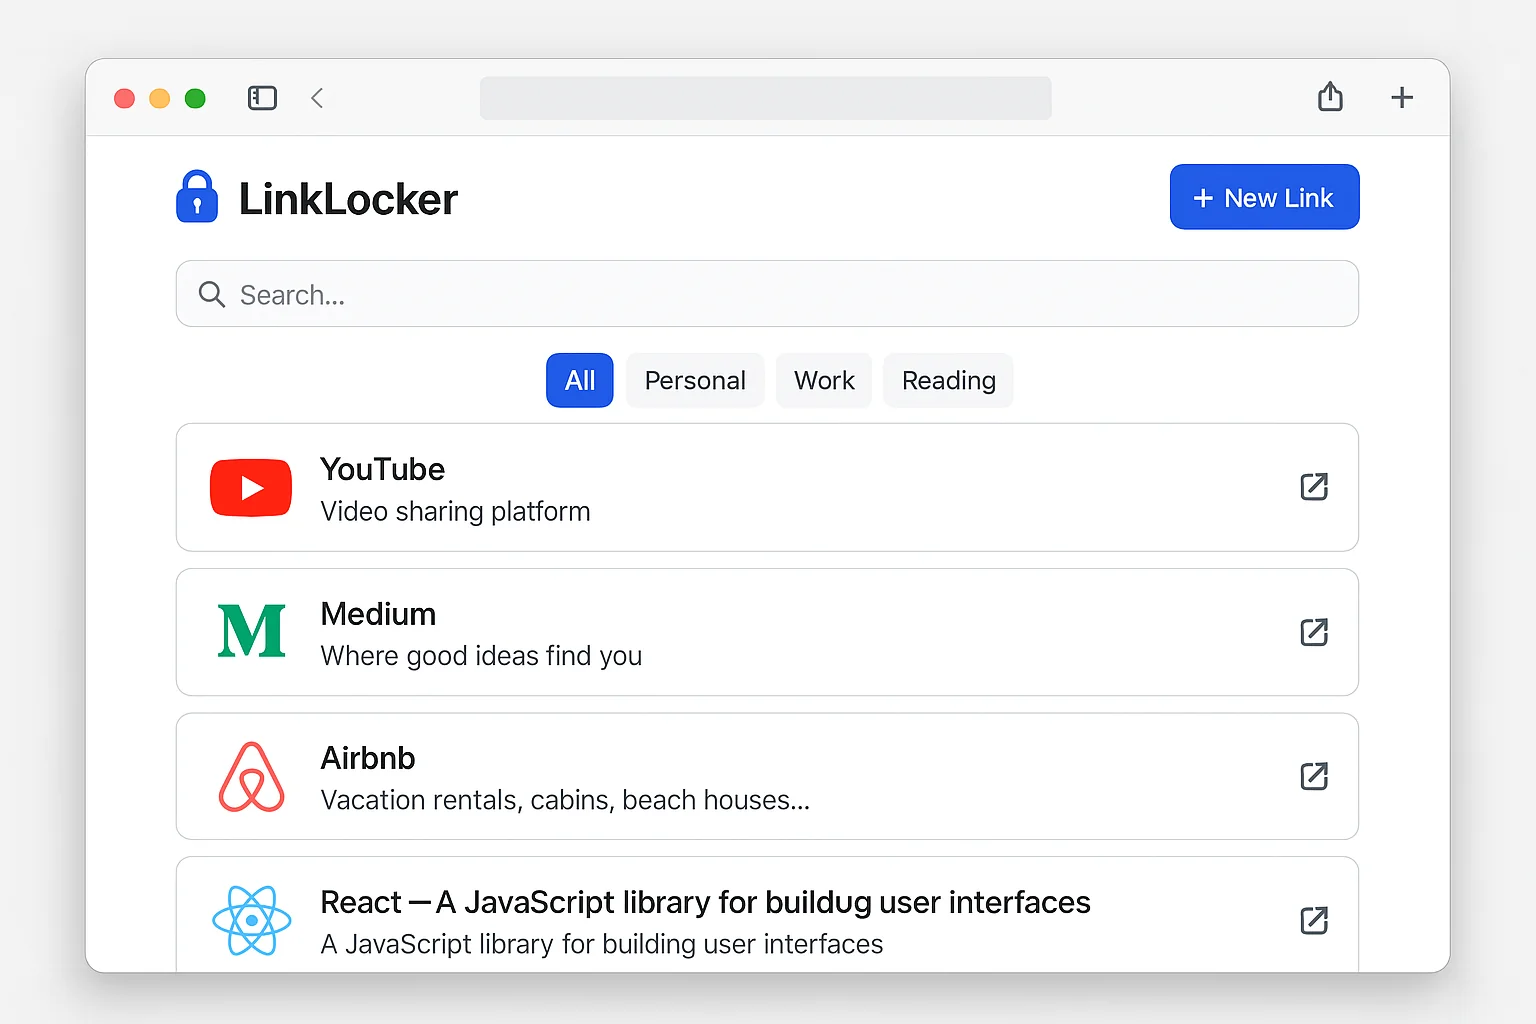 LinkLocker
+ New Link
Search...
All Personal Work Reading
YouTube
Video sharing platform
M
Medium
Where good ideas find you
Airbnb
Vacation rentals, cabins, beach houses...
React — A JavaScript library for buildug user interfaces
A JavaScript library for building user interfaces